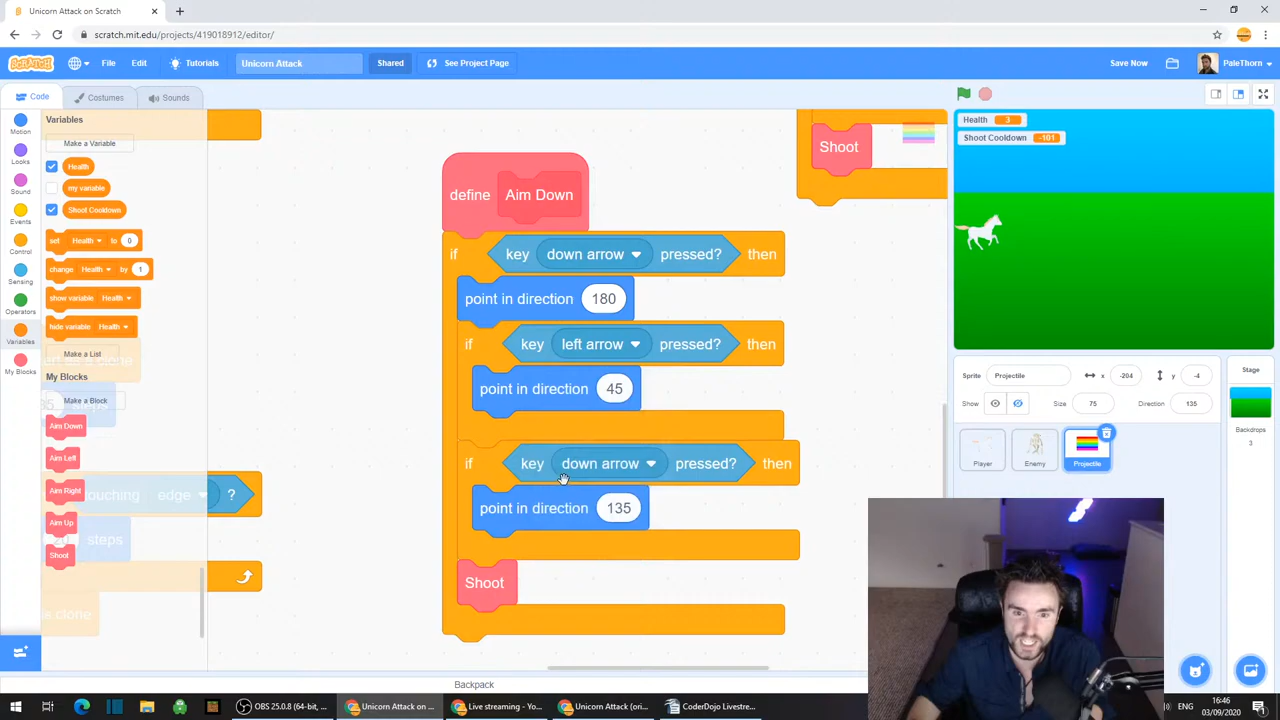 Unicorn Attack on Scratch
scratch.mit.edu/projects/419018912/editor/
SCRATCH
File
Edit
Tutorials
Unicorn Attack
Shared
See Project Page
Save Now
PaleThorn
Code
Costumes
Sounds
Motion
Looks
Sound
Events
Control
Sensing
Operators
Variables
My Blocks
Variables
Make a Variable
Health
my variable
Shoot Cooldown
set Health to 0
change Health by 1
show variable Health
hide variable Health
Make a List
My Blocks
Make a Block
Aim Down
Aim Left
Aim Right
Aim Up
Shoot
steps
touching edge ?
steps
is clone
define Aim Down
if key down arrow pressed? then
point in direction 180
if key left arrow pressed? then
point in direction 45
if key down arrow pressed? then
point in direction 135
Shoot
Shoot
Backpack
Health 3
Shoot Cooldown -101
Sprite Projectile x -204 y -4
Show Size 75 Direction 135
Player
Enemy
Projectile
Stage
Backdrops
3
OBS 25.0.8 (64-bit, ...
Unicorn Attack on ...
Live streaming - Yo...
Unicorn Attack (ori...
CoderDojo Livestre...
16:46
03/09/2020